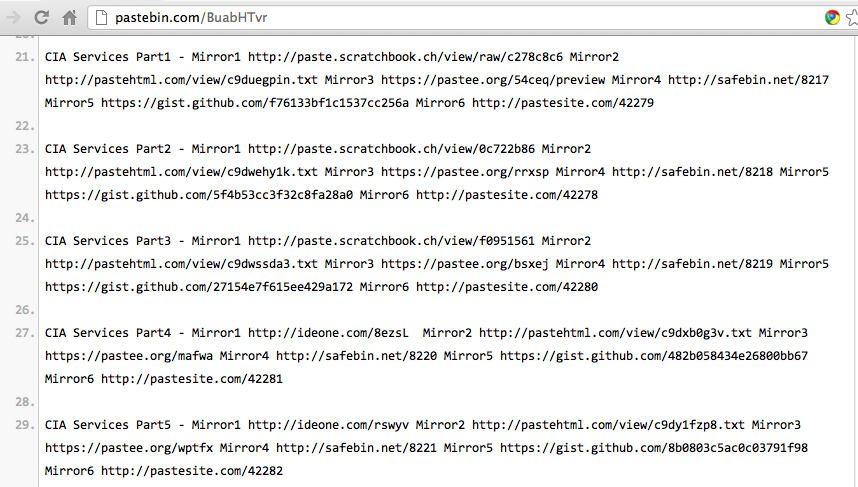 pastebin.com/BuabHTvr
21. CIA Services Part1 - Mirror1 http://paste.scratchbook.ch/view/raw/c278c8c6 Mirror2
http://pastehtml.com/view/c9duegpin.txt Mirror3 https://pastee.org/54ceq/preview Mirror4 http://safebin.net/8217
Mirror5 https://gist.github.com/f76133bf1c1537cc256a Mirror6 http://pastesite.com/42279
22.
23. CIA Services Part2 - Mirror1 http://paste.scratchbook.ch/view/0c722b86 Mirror2
http://pastehtml.com/view/c9dwehy1k.txt Mirror3 https://pastee.org/rrxsp Mirror4 http://safebin.net/8218 Mirror5
https://gist.github.com/5f4b53cc3f32c8fa28a0 Mirror6 http://pastesite.com/42278
24.
25. CIA Services Part3 - Mirror1 http://paste.scratchbook.ch/view/f0951561 Mirror2
http://pastehtml.com/view/c9dwssda3.txt Mirror3 https://pastee.org/bsxej Mirror4 http://safebin.net/8219 Mirror5
https://gist.github.com/27154e7f615ee429a172 Mirror6 http://pastesite.com/42280
26.
27. CIA Services Part4 - Mirror1 http://ideone.com/8ezsL  Mirror2 http://pastehtml.com/view/c9dxb0g3v.txt Mirror3
https://pastee.org/mafwa Mirror4 http://safebin.net/8220 Mirror5 https://gist.github.com/482b058434e26800bb67
Mirror6 http://pastesite.com/42281
28.
29. CIA Services Part5 - Mirror1 http://ideone.com/rswyv Mirror2 http://pastehtml.com/view/c9dy1fzp8.txt Mirror3
https://pastee.org/wptfx Mirror4 http://safebin.net/8221 Mirror5 https://gist.github.com/8b0803c5ac0c03791f98
Mirror6 http://pastesite.com/42282